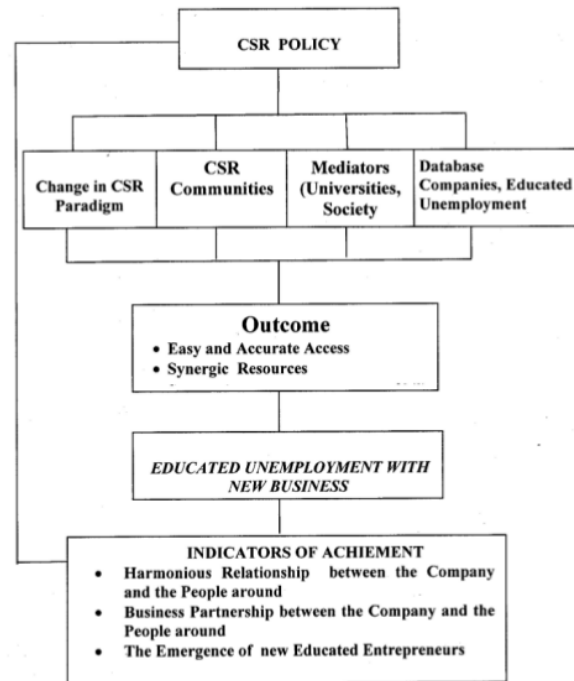 CSR POLICY
Change in CSR
Paradigm
CSR
Communities
Mediators
(Universities,
Society
Database
Companies, Educated
Unemployment
Outcome
• Easy and Accurate Access
• Synergic Resources
EDUCATED UNEMPLOYMENT WITH
NEW BUSINESS
INDICATORS OF ACHIEMENT
• Harmonious Relationship between the Company
and the People around
• Business Partnership between the Company and the
People around
• The Emergence of new Educated Entrepreneurs